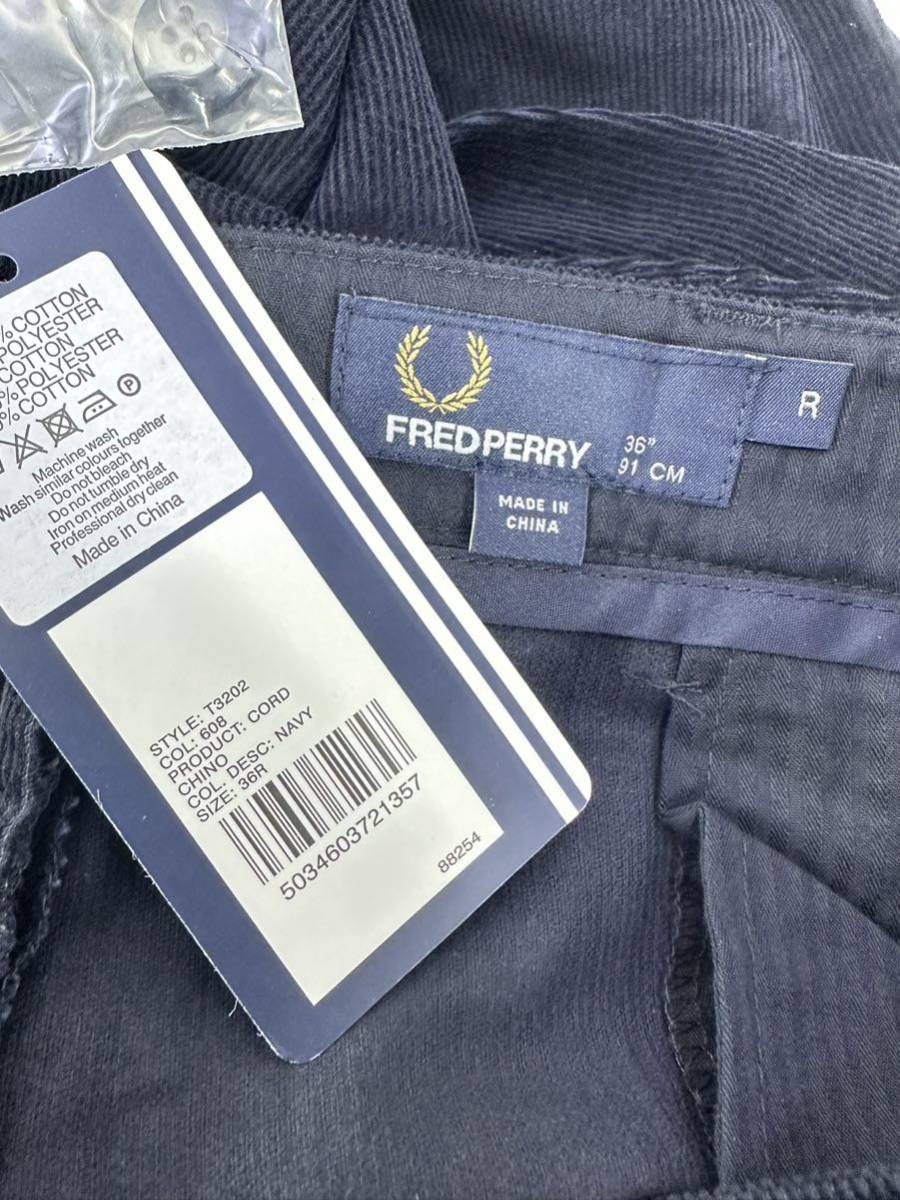 %COTTON
POLYESTER
COTTON
%POLYESTER
%COTTON
P
Machine wash
Wash similar colours together
Do not bleach
Do not tumble dry
Iron on medium heat
Professional dry clean
Made in China
STYLE: T3202
COL: 608
PRODUCT: CORD
CHINO
COL. DESC: NAVY
SIZE: 36R
5034603721357
88254
FRED PERRY
36”
91 CM
R
MADE IN
CHINA